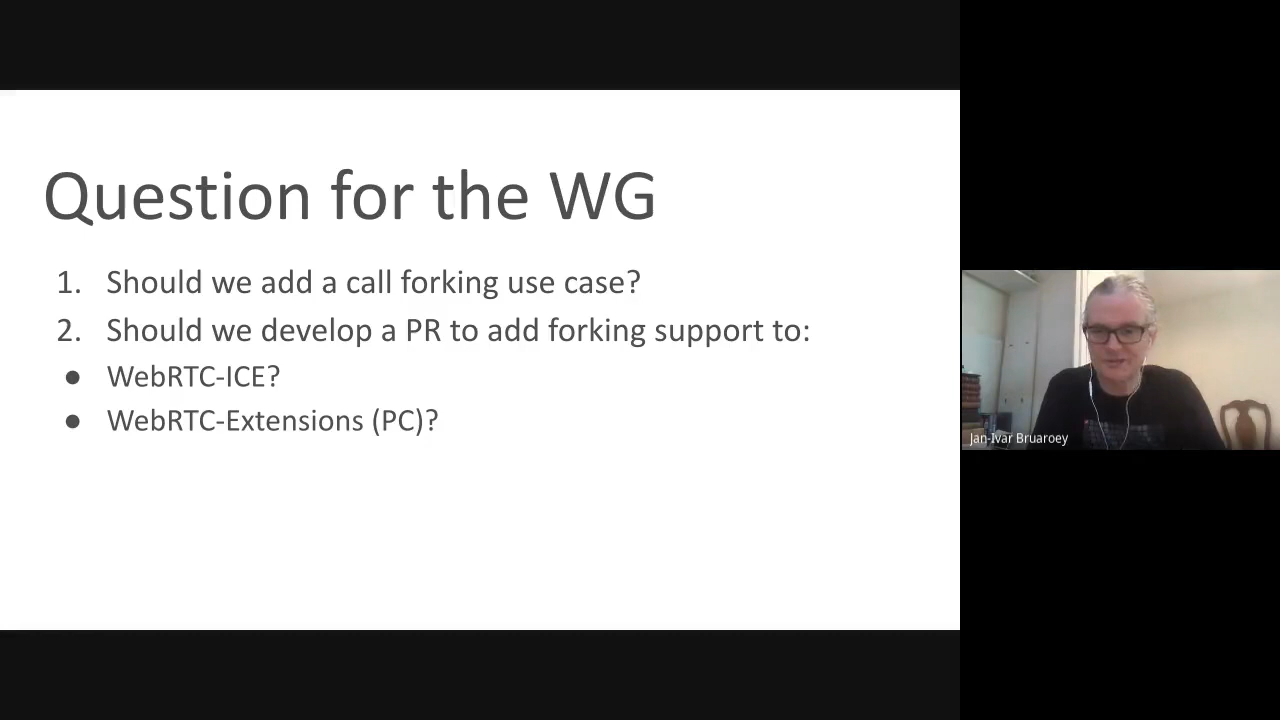 Question for the WG
1. Should we add a call forking use case?
2. Should we develop a PR to add forking support to:
● WebRTC-ICE?
● WebRTC-Extensions (PC)?
Jan-Ivar Bruaroey